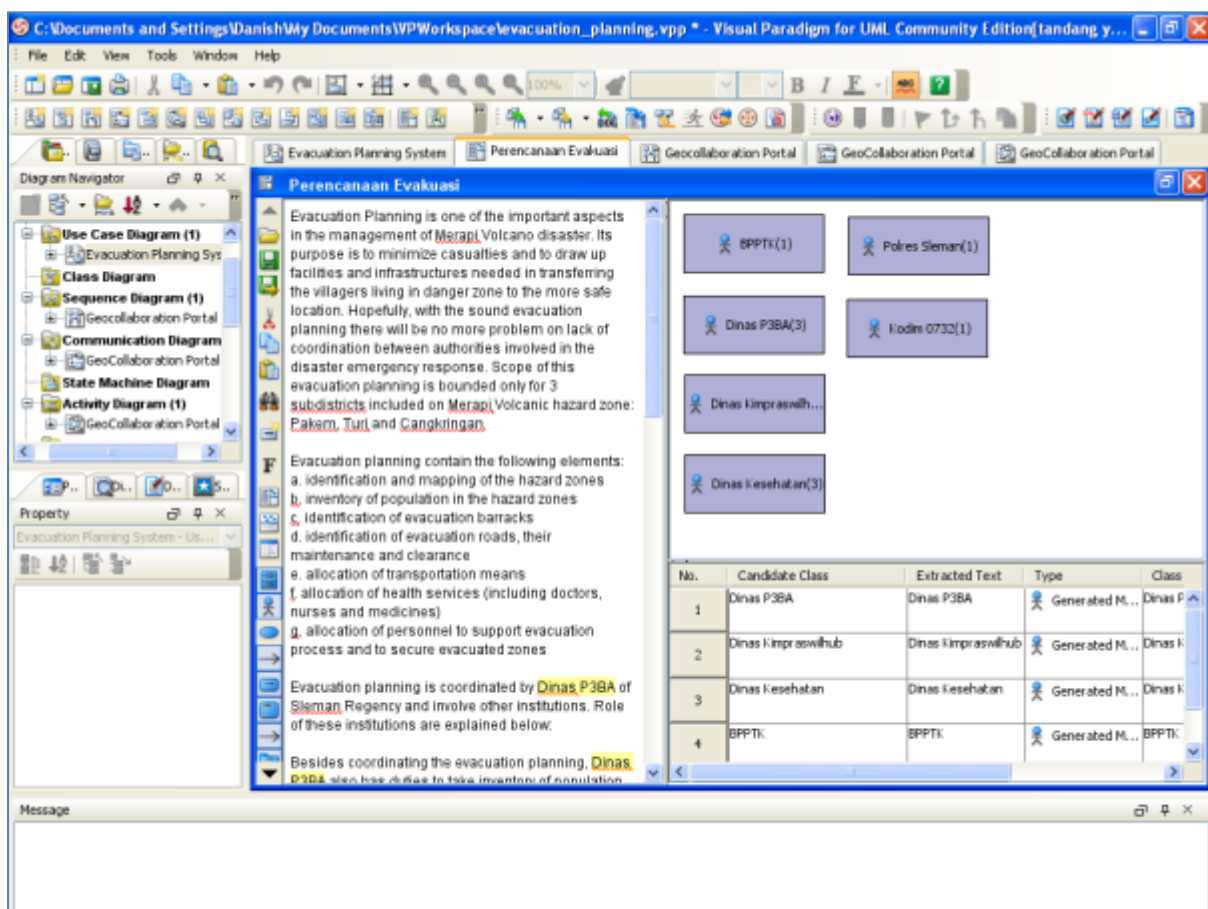 C:\Documents and Settings\Danish\My Documents\VPWorkspace\evacuation_planning.vpp * - Visual Paradigm for UML Community Edition[tandang y...
File Edit View Tools Window Help
100%
B I F
ABC
Evacuation Planning System Perencanaan Evakuasi Geocollaboration Portal GeoCollaboration Portal GeoCollaboration Portal
Diagram Navigator
Use Case Diagram (1)
Evacuation Planning Sys
Class Diagram
Sequence Diagram (1)
Geocollaboration Portal
Communication Diagram
GeoCollaboration Portal
State Machine Diagram
Activity Diagram (1)
GeoCollaboration Portal
P.. Di.. D.. S..
Property
Evacuation Planning System - Us...
Perencanaan Evakuasi
Evacuation Planning is one of the important aspects
in the management of Merapi Volcano disaster. Its
purpose is to minimize casualties and to draw up
facilities and infrastructures needed in transferring
the villagers living in danger zone to the more safe
location. Hopefully, with the sound evacuation
planning there will be no more problem on lack of
coordination between authorities involved in the
disaster emergency response. Scope of this
evacuation planning is bounded only for 3
subdistricts included on Merapi Volcanic hazard zone:
Pakem, Turi and Cangkringan.
Evacuation planning contain the following elements:
a. identification and mapping of the hazard zones
b. inventory of population in the hazard zones
c. identification of evacuation barracks
d. identification of evacuation roads, their
maintenance and clearance
e. allocation of transportation means
f. allocation of health services (including doctors,
nurses and medicines)
g. allocation of personnel to support evacuation
process and to secure evacuated zones
Evacuation planning is coordinated by Dinas P3BA of
Sleman Regency and involve other institutions. Role
of these institutions are explained below:
Besides coordinating the evacuation planning, Dinas
P3BA also has duties to take inventory of population
BPPTK(1)
Polres Sleman(1)
Dinas P3BA(3)
Kodim 0732(1)
Dinas Kimpraswilh...
Dinas Kesehatan(3)
No. Candidate Class Extracted Text Type Class
1 Dinas P3BA Dinas P3BA Generated M... Dinas P
2 Dinas Kimpraswilhub Dinas Kimpraswilhub Generated M... Dinas K
3 Dinas Kesehatan Dinas Kesehatan Generated M... Dinas K
4 BPPTK BPPTK Generated M... BPPTK
Message